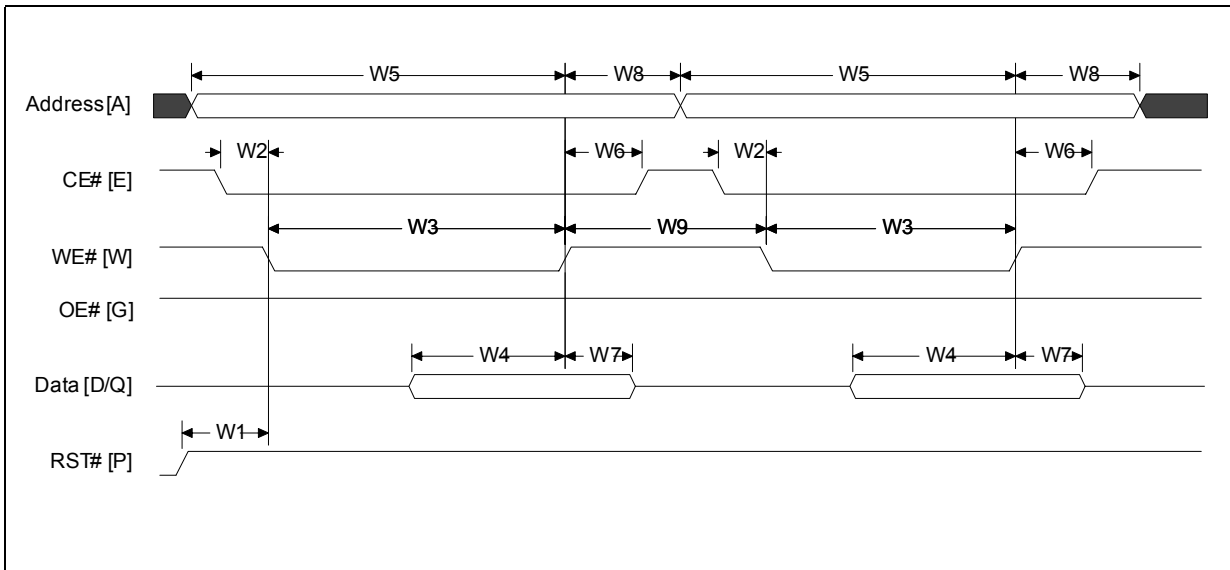 W5 W8 W5 W8
Address [A]
W2 W6 W2 W6
CE# [E]
W3 W9 W3
WE# [W]
OE# [G]
W4 W7 W4 W7
Data [D/Q]
W1
RST# [P]